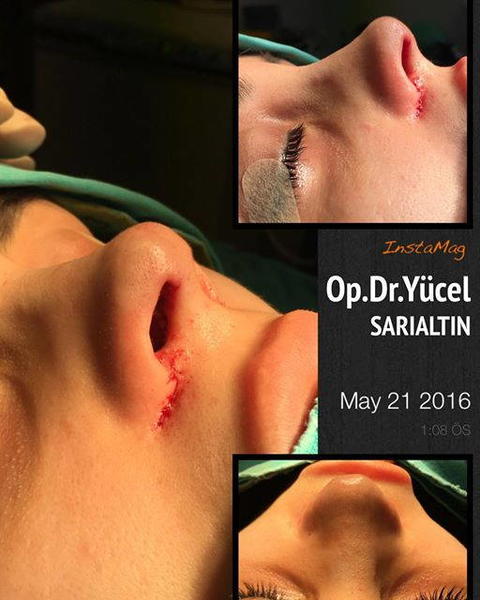 InstaMag
Op.Dr.Yücel
SARIALTIN
May 21 2016
1:08 ÖS